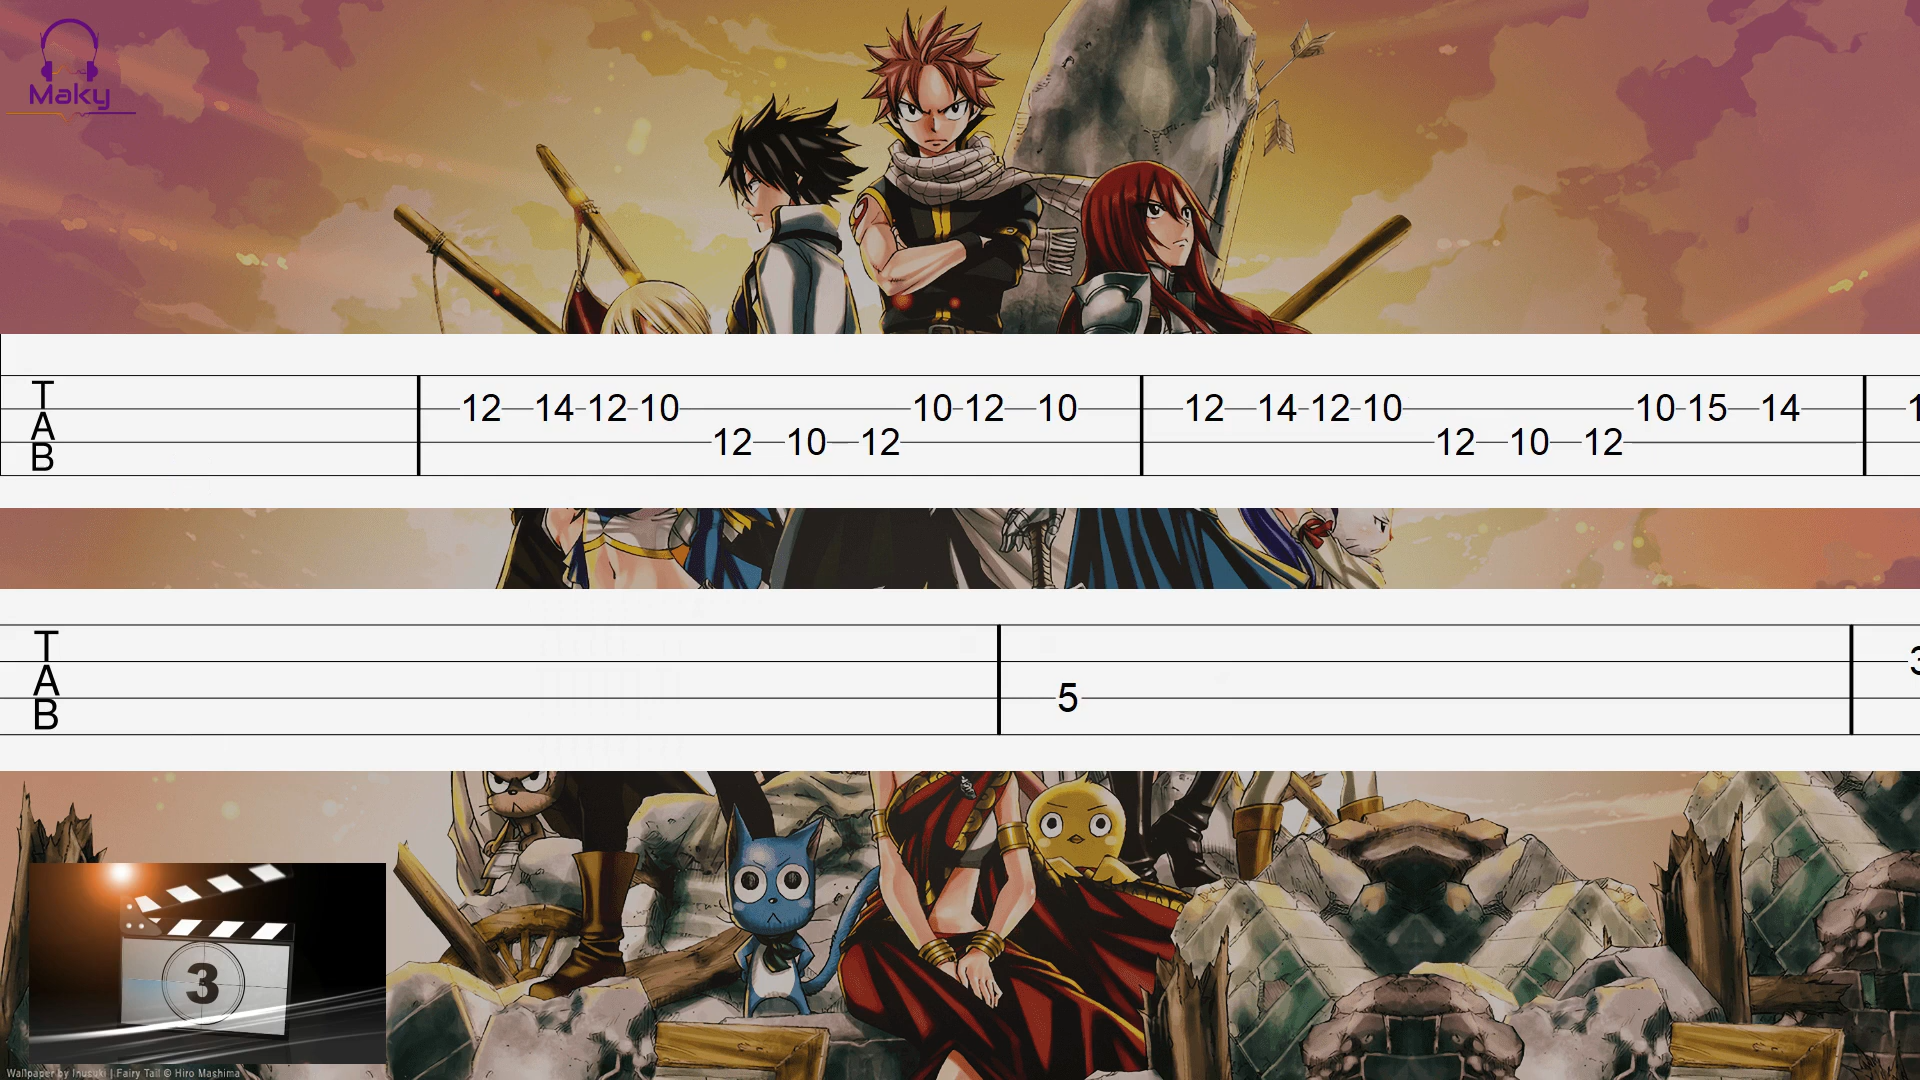 Maky
T
A
B
12 14 12 10 10 12 10 12 14 12 10 10 15 14
12 10 12 12 10 12
T
A
B
5
3
Wallpaper by Inusuki | Fairy Tail © Hiro Mashima